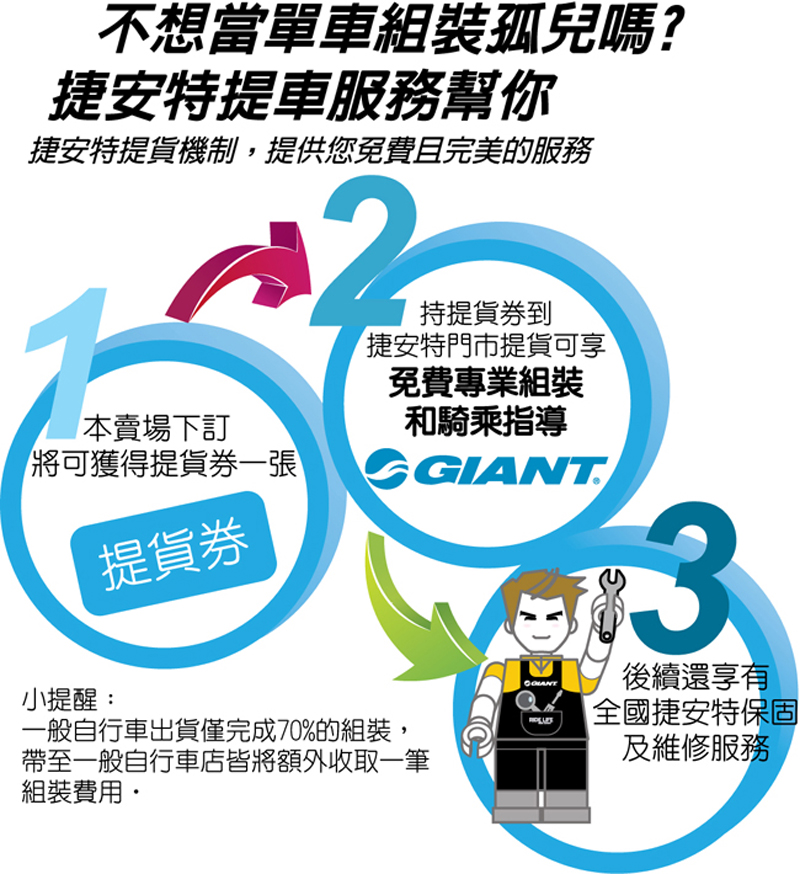 不想當單車組裝孤兒嗎?
捷安特提車服務幫你
捷安特提貨機制，提供您免費且完美的服務
1
本賣場下訂
將可獲得提貨券一張
提貨券
2
持提貨券到
捷安特門市提貨可享
免費專業組裝
和騎乘指導
GIANT®
3
GIANT
RIDE LIFE
後續還享有
全國捷安特保固
及維修服務
小提醒：
一般自行車出貨僅完成70%的組裝，
帶至一般自行車店皆將額外收取一筆
組裝費用．